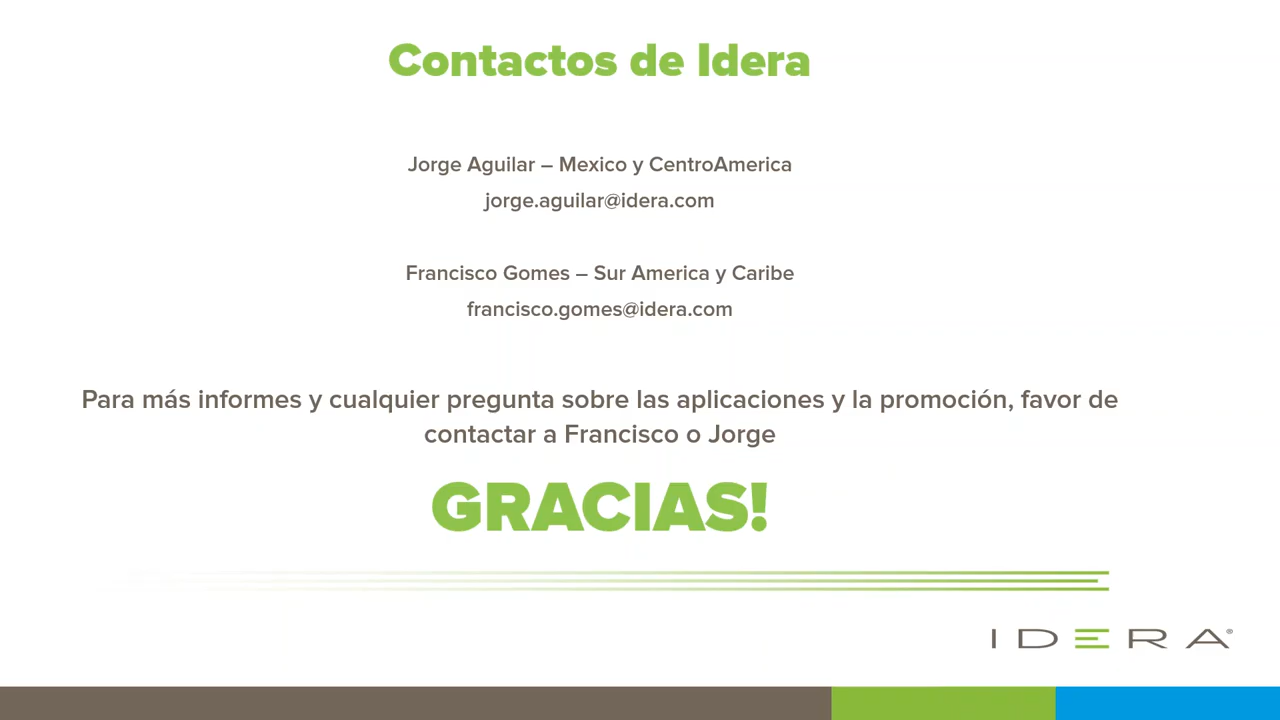 Contactos de Idera
Jorge Aguilar – Mexico y CentroAmerica
jorge.aguilar@idera.com
Francisco Gomes – Sur America y Caribe
francisco.gomes@idera.com
Para más informes y cualquier pregunta sobre las aplicaciones y la promoción, favor de
contactar a Francisco o Jorge
GRACIAS!
IDERA®